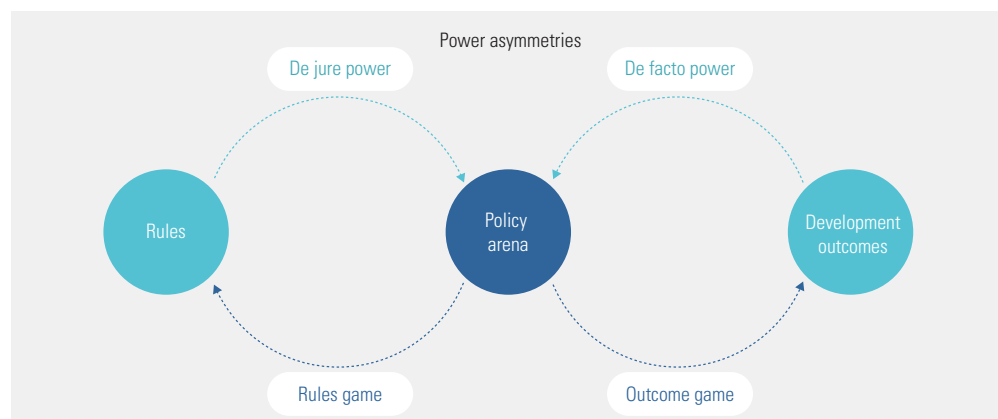 Power asymmetries
De jure power
De facto power
Rules
Policy
arena
Development
outcomes
Rules game
Outcome game